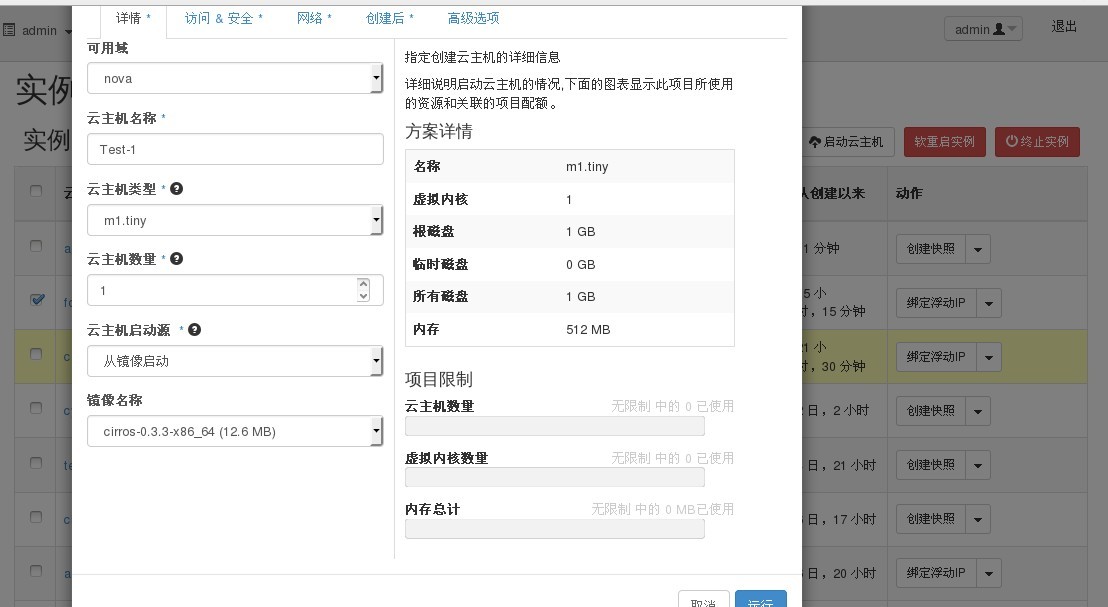 详情 *
访问 & 安全 *
网络 *
创建后 *
高级选项
admin
admin
退出
可用域
nova
云主机名称 *
Test-1
云主机类型 *
m1.tiny
云主机数量 *
1
云主机启动源 *
从镜像启动
镜像名称
cirros-0.3.3-x86_64 (12.6 MB)
指定创建云主机的详细信息
详细说明启动云主机的情况,下面的图表显示此项目所使用
的资源和关联的项目配额 。
方案详情
名称 m1.tiny
虚拟内核 1
根磁盘 1 GB
临时磁盘 0 GB
所有磁盘 1 GB
内存 512 MB
项目限制
云主机数量 无限制 中的 0 已使用
虚拟内核数量 无限制 中的 0 已使用
内存总计 无限制 中的 0 MB已使用
取消
运行
实例
实例
启动云主机
软重启实例
终止实例
创建以来
动作
1 分钟
创建快照
5 小
时，15 分钟
绑定浮动IP
21 小
时，30 分钟
绑定浮动IP
日，2 小时
创建快照
日，21 小时
创建快照
日，17 小时
创建快照
日，20 小时
绑定浮动IP